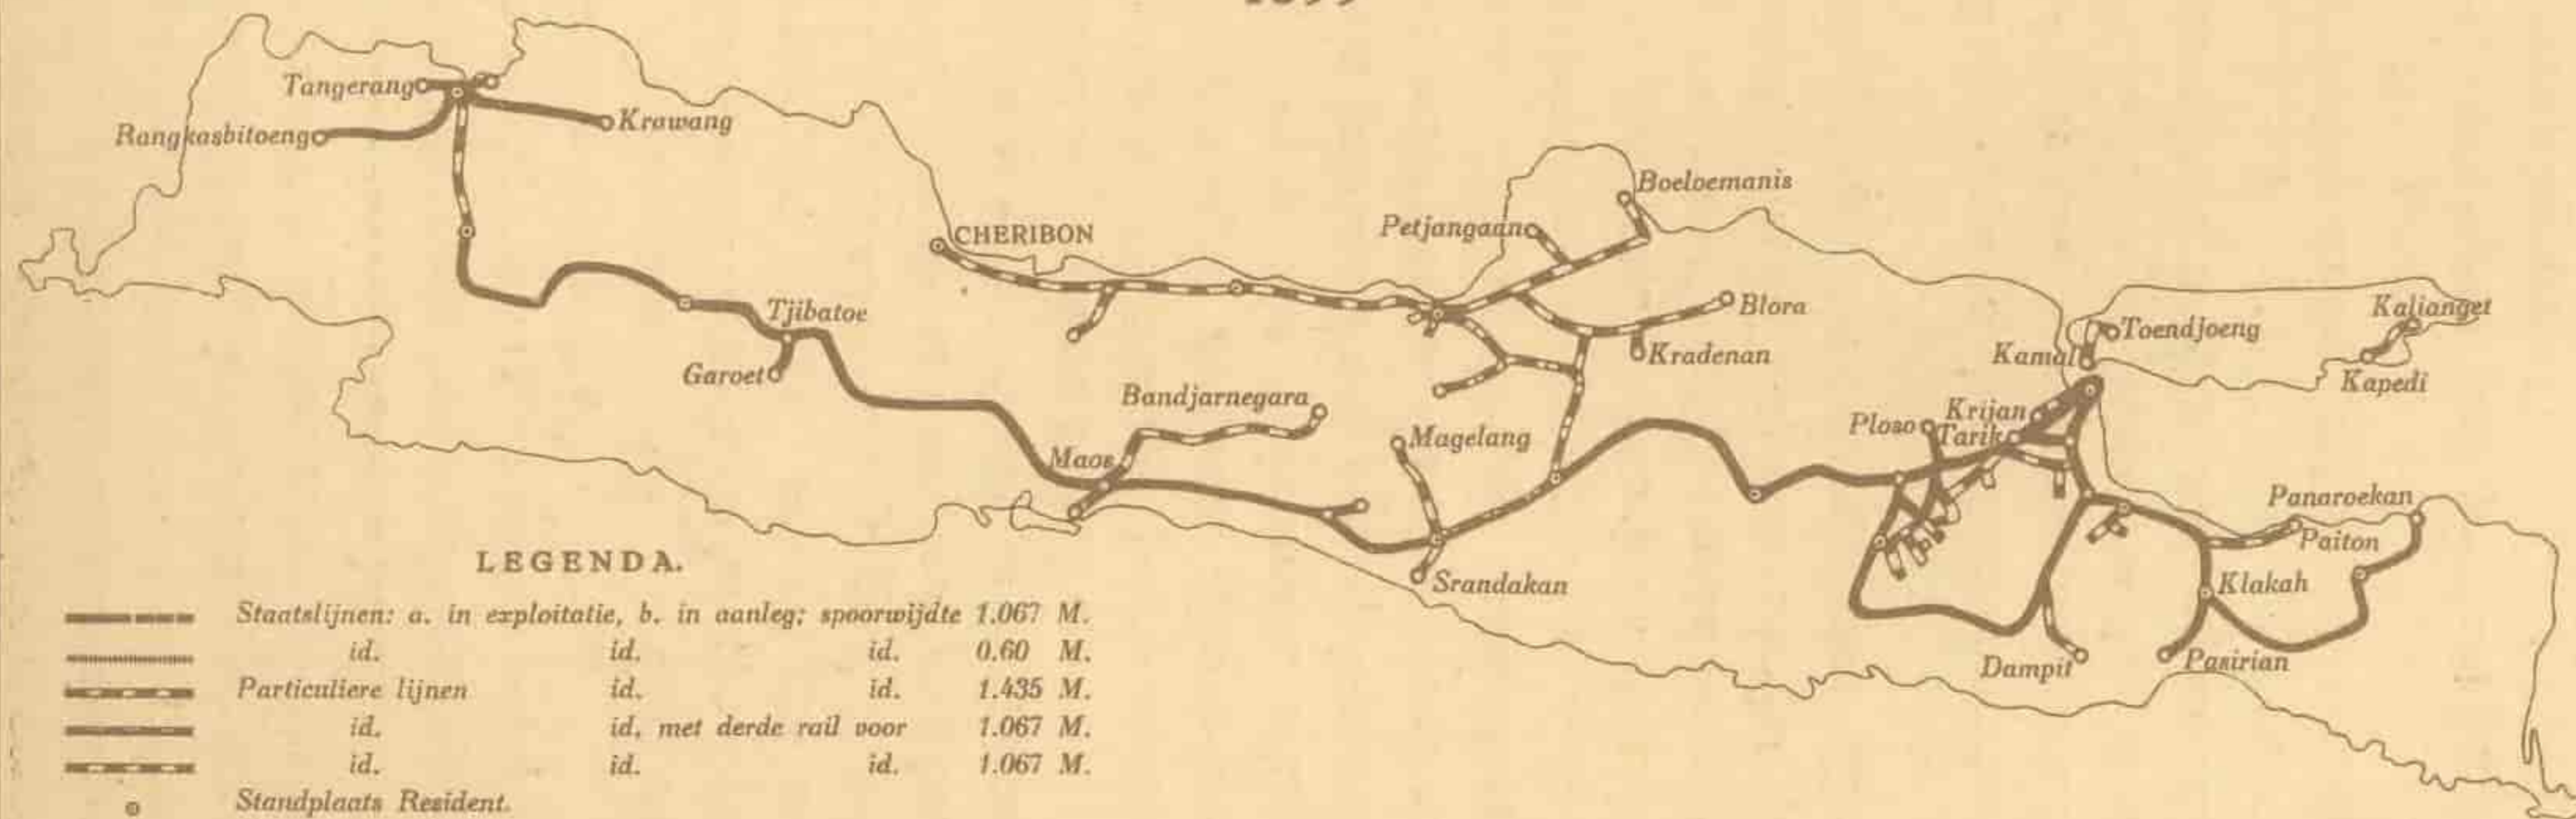 1899
Tangerang
Rangkasbitoeng
Krawang
Boeloemanis
Petjangaan
CHERIBON
Blora
Kalianget
Tjibatoe
Toendjoeng
Kamal
Kradenan
Garoet
Kapedi
Bandjarnegara
Krijan
Ploso
Tarik
Magelang
Maos
Panaroekan
Paiton
Srandakan
Klakah
Dampit
Pasirian
LEGENDA.
Staatslijnen: a. in exploitatie, b. in aanleg; spoorwijdte 1.067 M.
id. id. id. 0.60 M.
Particuliere lijnen id. id. 1.435 M.
id. id. met derde rail voor 1.067 M.
id. id. id. 1.067 M.
Standplaats Resident.